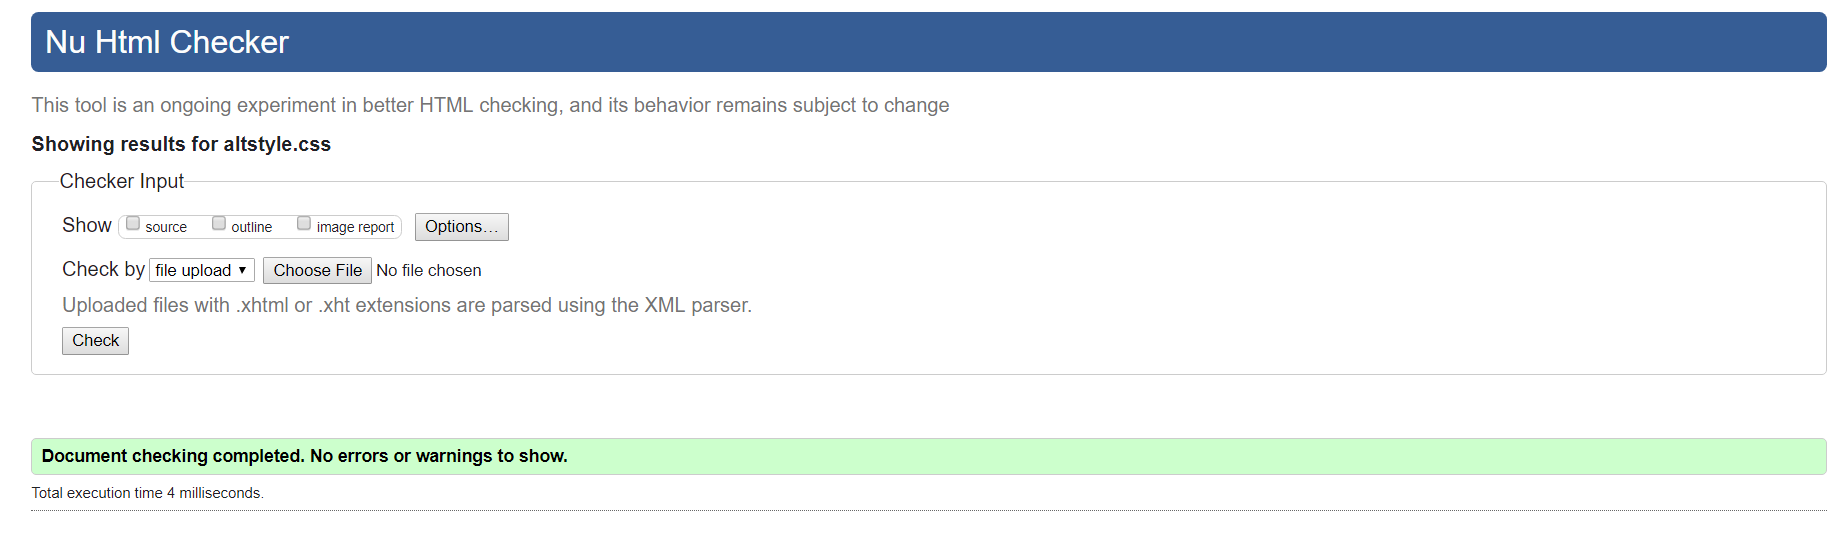 Nu Html Checker
This tool is an ongoing experiment in better HTML checking, and its behavior remains subject to change
Showing results for altstyle.css
Checker Input
Show source outline image report Options…
Check by file upload Choose File No file chosen
Uploaded files with .xhtml or .xht extensions are parsed using the XML parser.
Check
Document checking completed. No errors or warnings to show.
Total execution time 4 milliseconds.